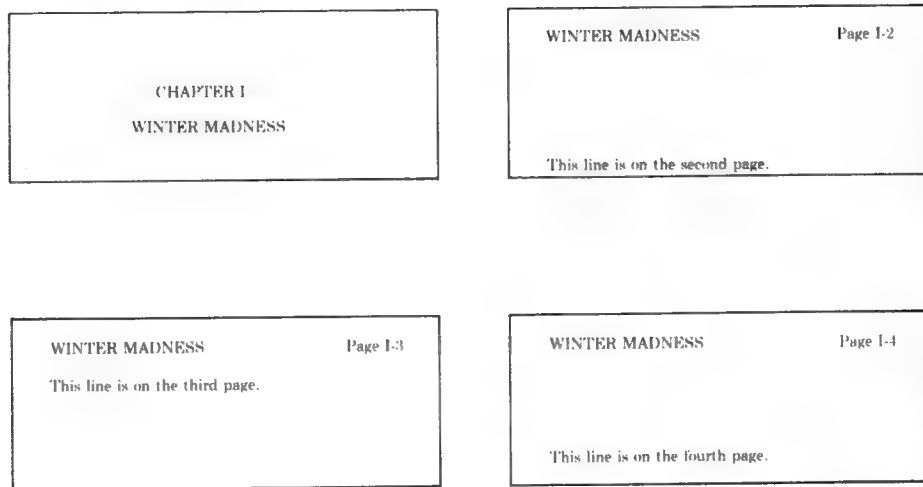 CHAPTER I
WINTER MADNESS
WINTER MADNESS Page I-2
This line is on the second page.
WINTER MADNESS Page I-3
This line is on the third page.
WINTER MADNESS Page I-4
This line is on the fourth page.